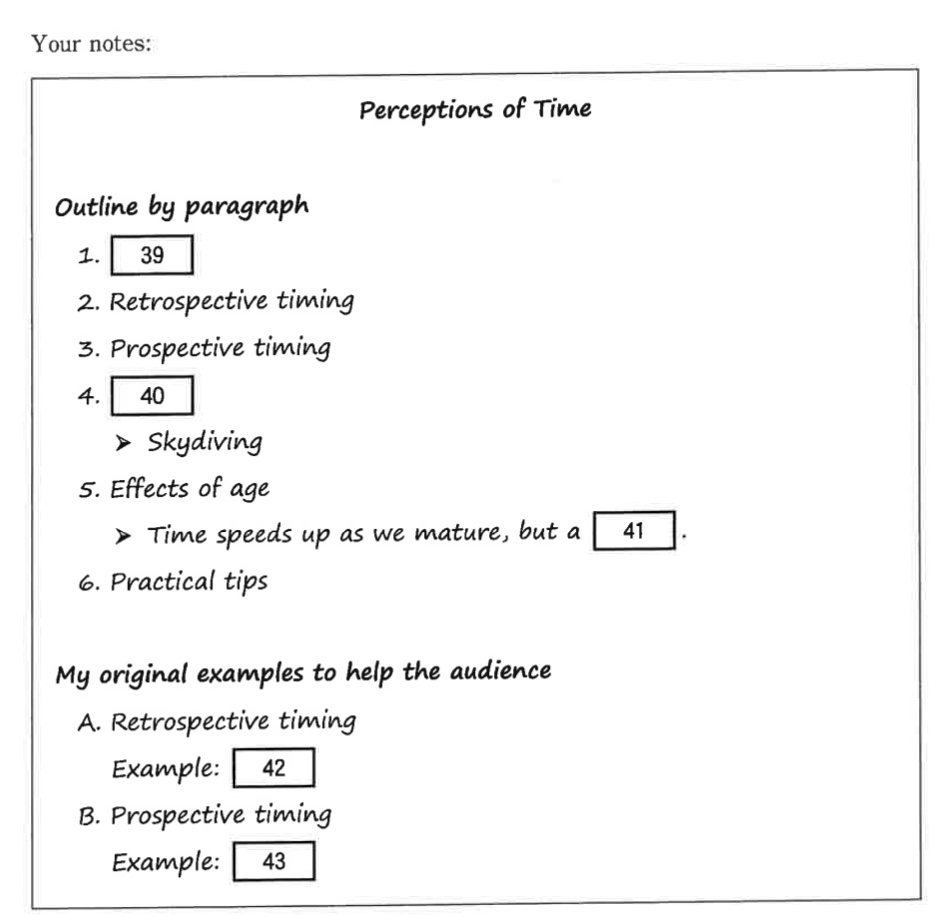 Your notes:
Perceptions of Time
Outline by paragraph
1. 39
2. Retrospective timing
3. Prospective timing
4. 40
➤ Skydiving
5. Effects of age
➤ Time speeds up as we mature, but a 41 .
6. Practical tips
My original examples to help the audience
A. Retrospective timing
Example: 42
B. Prospective timing
Example: 43